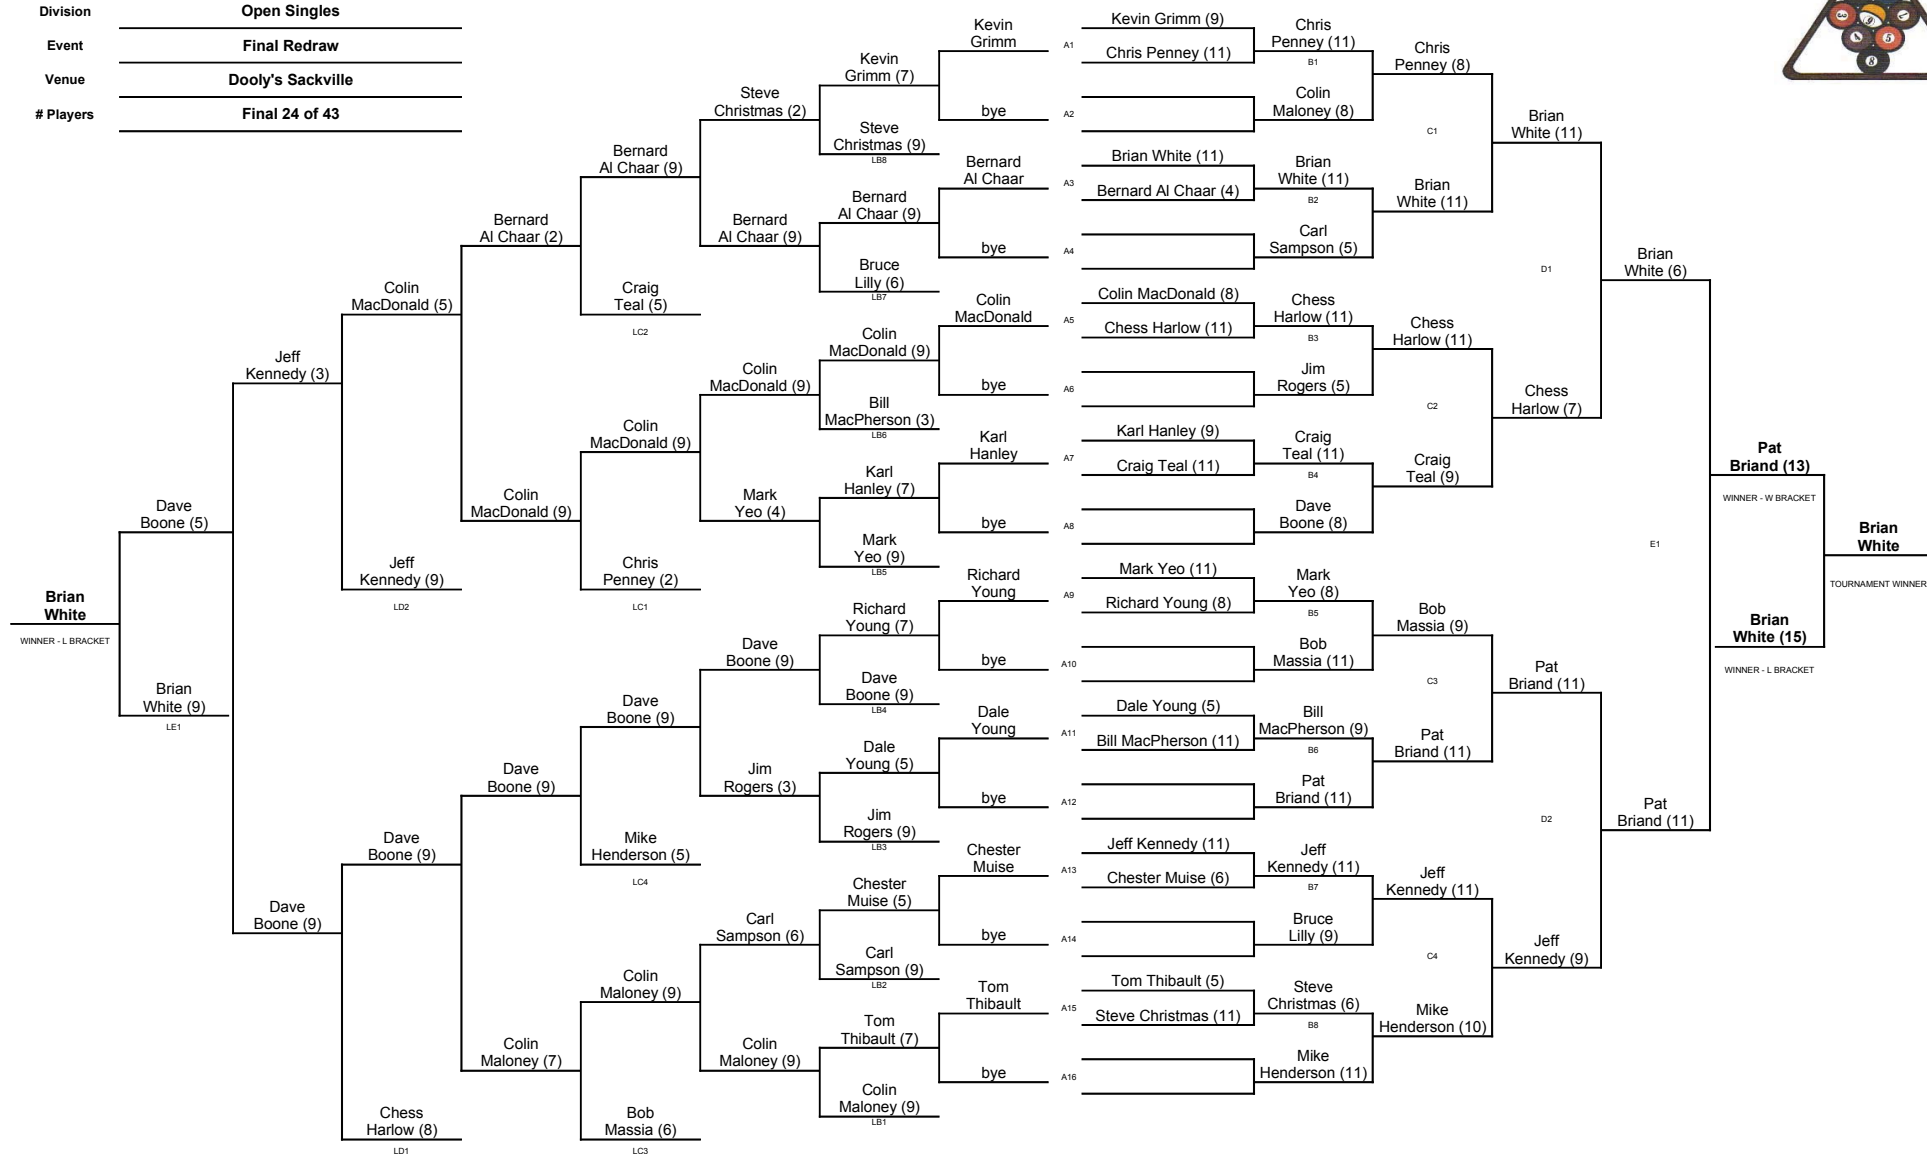 Division
Open Singles
Event
Final Redraw
Venue
Dooly's Sackville
# Players
Final 24 of 43
Brian
White
WINNER - L BRACKET
Dave
Boone (5)
Brian
White (9)
LE1
Jeff
Kennedy (3)
Dave
Boone (9)
Colin
MacDonald (5)
Jeff
Kennedy (9)
LD2
Dave
Boone (9)
Chess
Harlow (8)
LD1
Bernard
Al Chaar (2)
Colin
MacDonald (9)
Dave
Boone (9)
Colin
Maloney (7)
Bernard
Al Chaar (9)
Craig
Teal (5)
LC2
Colin
MacDonald (9)
Chris
Penney (2)
LC1
Dave
Boone (9)
Mike
Henderson (5)
LC4
Colin
Maloney (9)
Bob
Massia (6)
LC3
Steve
Christmas (2)
Bernard
Al Chaar (9)
Colin
MacDonald (9)
Mark
Yeo (4)
Dave
Boone (9)
Jim
Rogers (3)
Carl
Sampson (6)
Colin
Maloney (9)
Kevin
Grimm (7)
Steve
Christmas (9)
LB8
Bernard
Al Chaar (9)
Bruce
Lilly (6)
LB7
Colin
MacDonald (9)
Bill
MacPherson (3)
LB6
Karl
Hanley (7)
Mark
Yeo (9)
LB5
Richard
Young (7)
Dave
Boone (9)
LB4
Dale
Young (5)
Jim
Rogers (9)
LB3
Chester
Muise (5)
Carl
Sampson (9)
LB2
Tom
Thibault (7)
Colin
Maloney (9)
LB1
Kevin
Grimm
bye
Bernard
Al Chaar
bye
Colin
MacDonald
bye
Karl
Hanley
bye
Richard
Young
bye
Dale
Young
bye
Chester
Muise
bye
Tom
Thibault
bye
A1
A2
A3
A4
A5
A6
A7
A8
A9
A10
A11
A12
A13
A14
A15
A16
Kevin Grimm (9)
Chris Penney (11)
Brian White (11)
Bernard Al Chaar (4)
Colin MacDonald (8)
Chess Harlow (11)
Karl Hanley (9)
Craig Teal (11)
Mark Yeo (11)
Richard Young (8)
Dale Young (5)
Bill MacPherson (11)
Jeff Kennedy (11)
Chester Muise (6)
Tom Thibault (5)
Steve Christmas (11)
Chris
Penney (11)
B1
Colin
Maloney (8)
Brian
White (11)
B2
Carl
Sampson (5)
Chess
Harlow (11)
B3
Jim
Rogers (5)
Craig
Teal (11)
B4
Dave
Boone (8)
Mark
Yeo (8)
B5
Bob
Massia (11)
Bill
MacPherson (9)
B6
Pat
Briand (11)
Jeff
Kennedy (11)
B7
Bruce
Lilly (9)
Steve
Christmas (6)
B8
Mike
Henderson (11)
Chris
Penney (8)
C1
Brian
White (11)
Chess
Harlow (11)
C2
Craig
Teal (9)
Bob
Massia (9)
C3
Pat
Briand (11)
Jeff
Kennedy (11)
C4
Mike
Henderson (10)
Brian
White (11)
D1
Chess
Harlow (7)
Pat
Briand (11)
D2
Jeff
Kennedy (9)
Brian
White (6)
E1
Pat
Briand (11)
Pat
Briand (13)
WINNER - W BRACKET
Brian
White (15)
WINNER - L BRACKET
Brian
White
TOURNAMENT WINNER
3
9
1
4
5
8